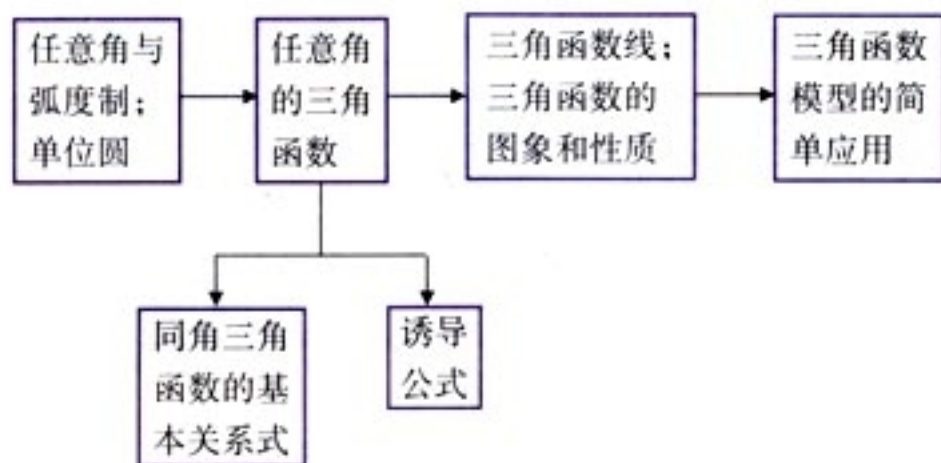 任意角与
弧度制；
单位圆
任意角
的三角
函数
三角函数线；
三角函数的
图象和性质
三角函数
模型的简
单应用
同角三角
函数的基
本关系式
诱导
公式